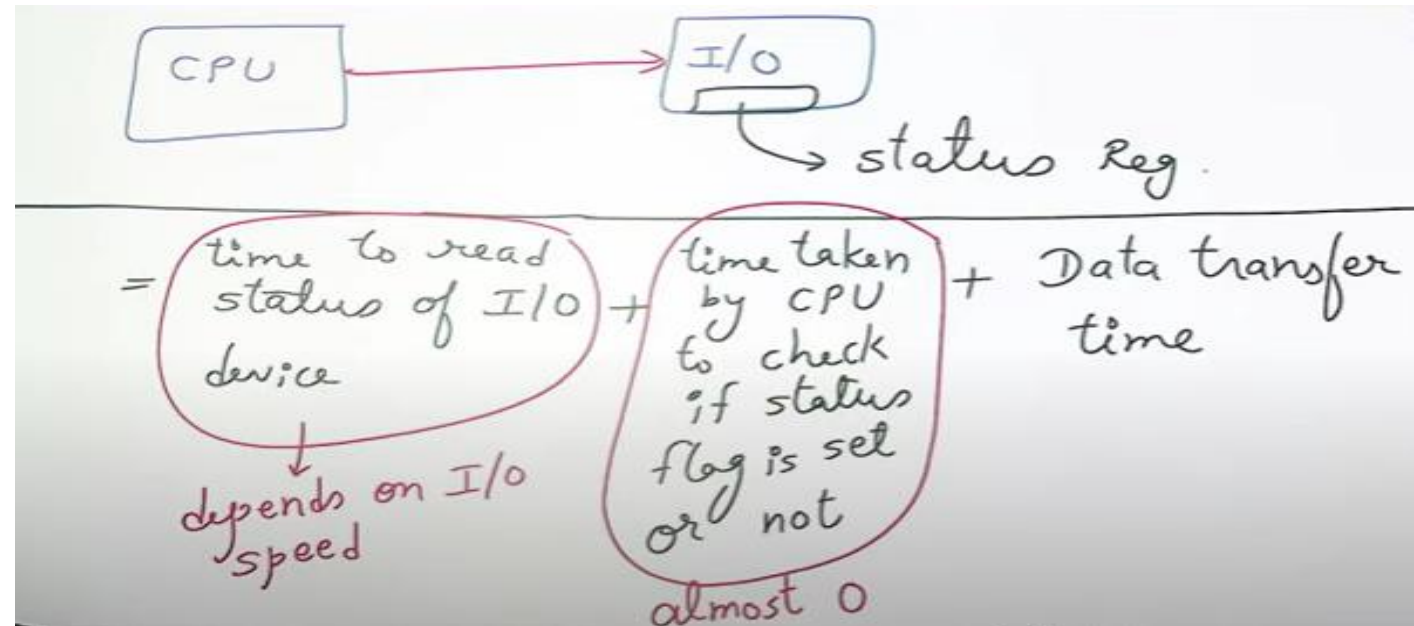 CPU
I/O
status Reg.
= time to read
status of I/O
device
+ time taken
by CPU
to check
if status
flag is set
or not
+ Data transfer
time
depends on I/O
speed
almost 0